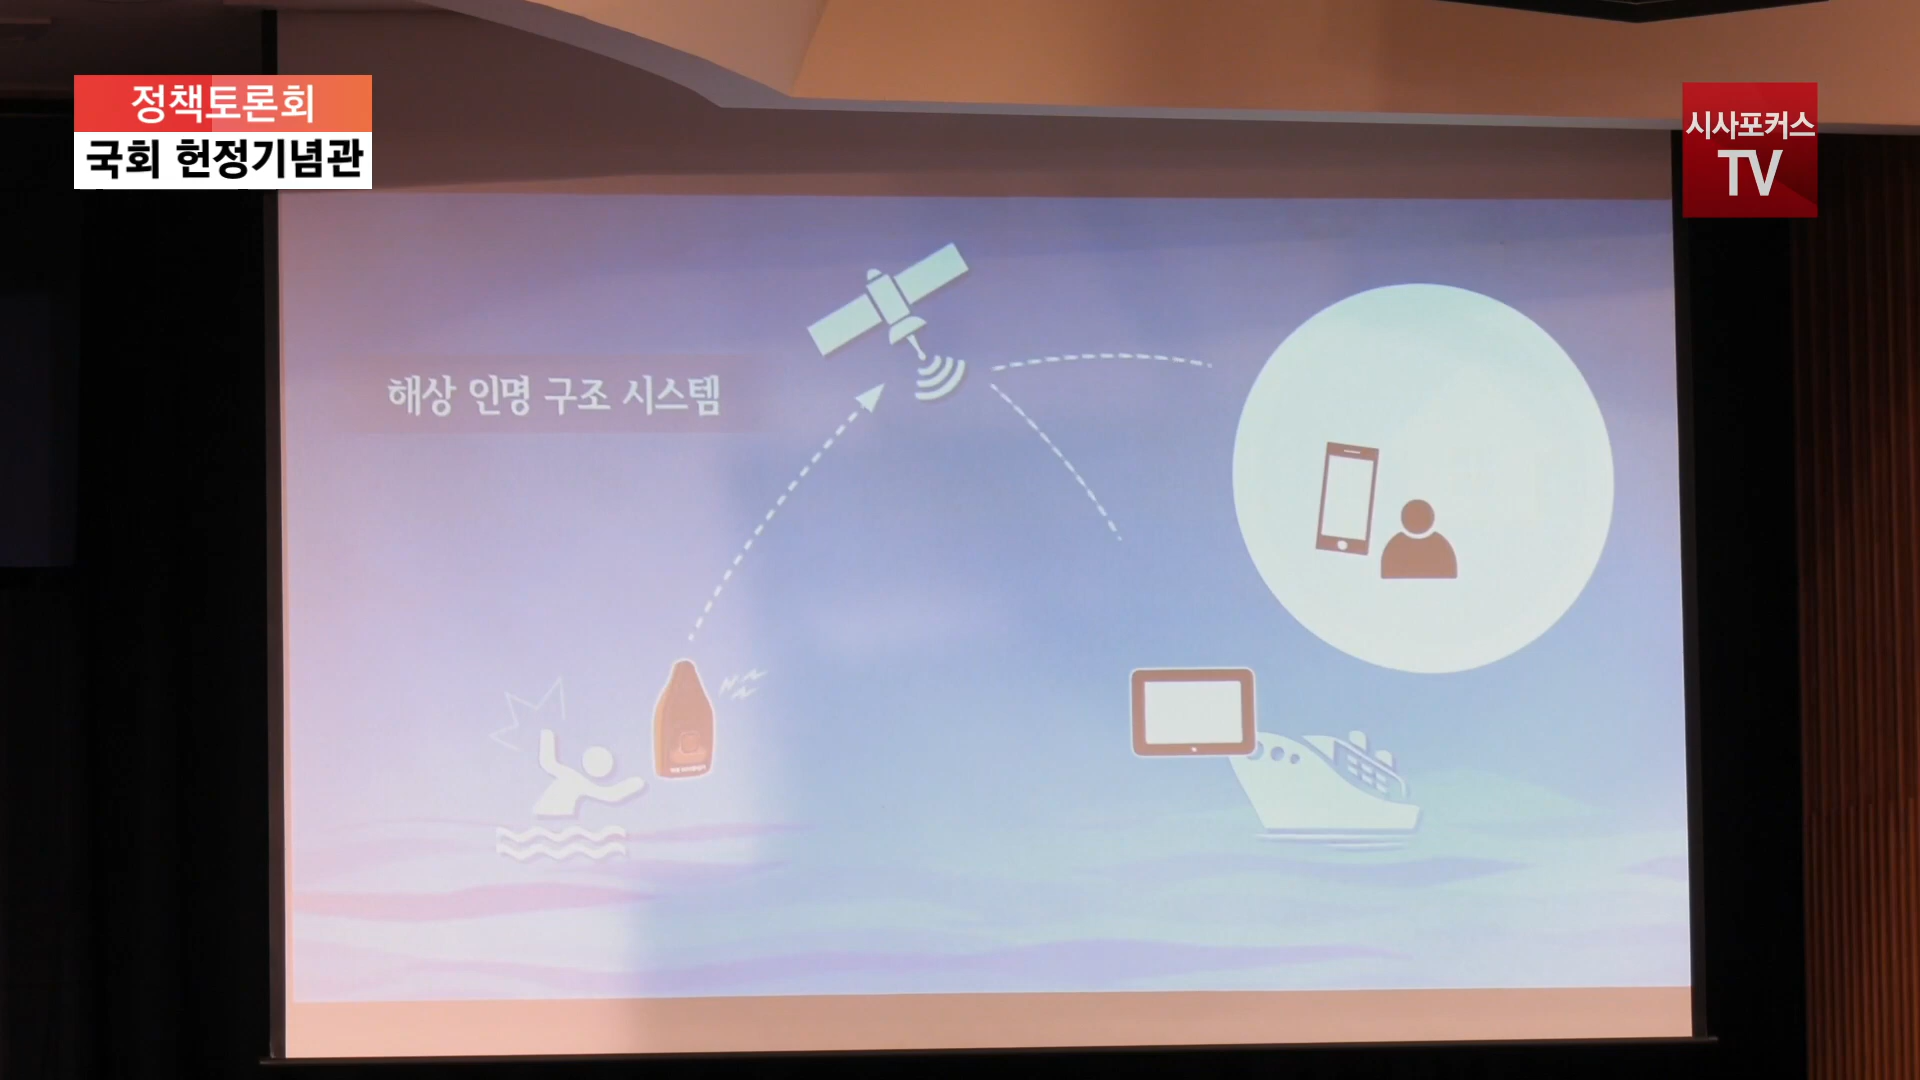 정책토론회
국회 헌정기념관
시사포커스
TV
해상 인명 구조 시스템